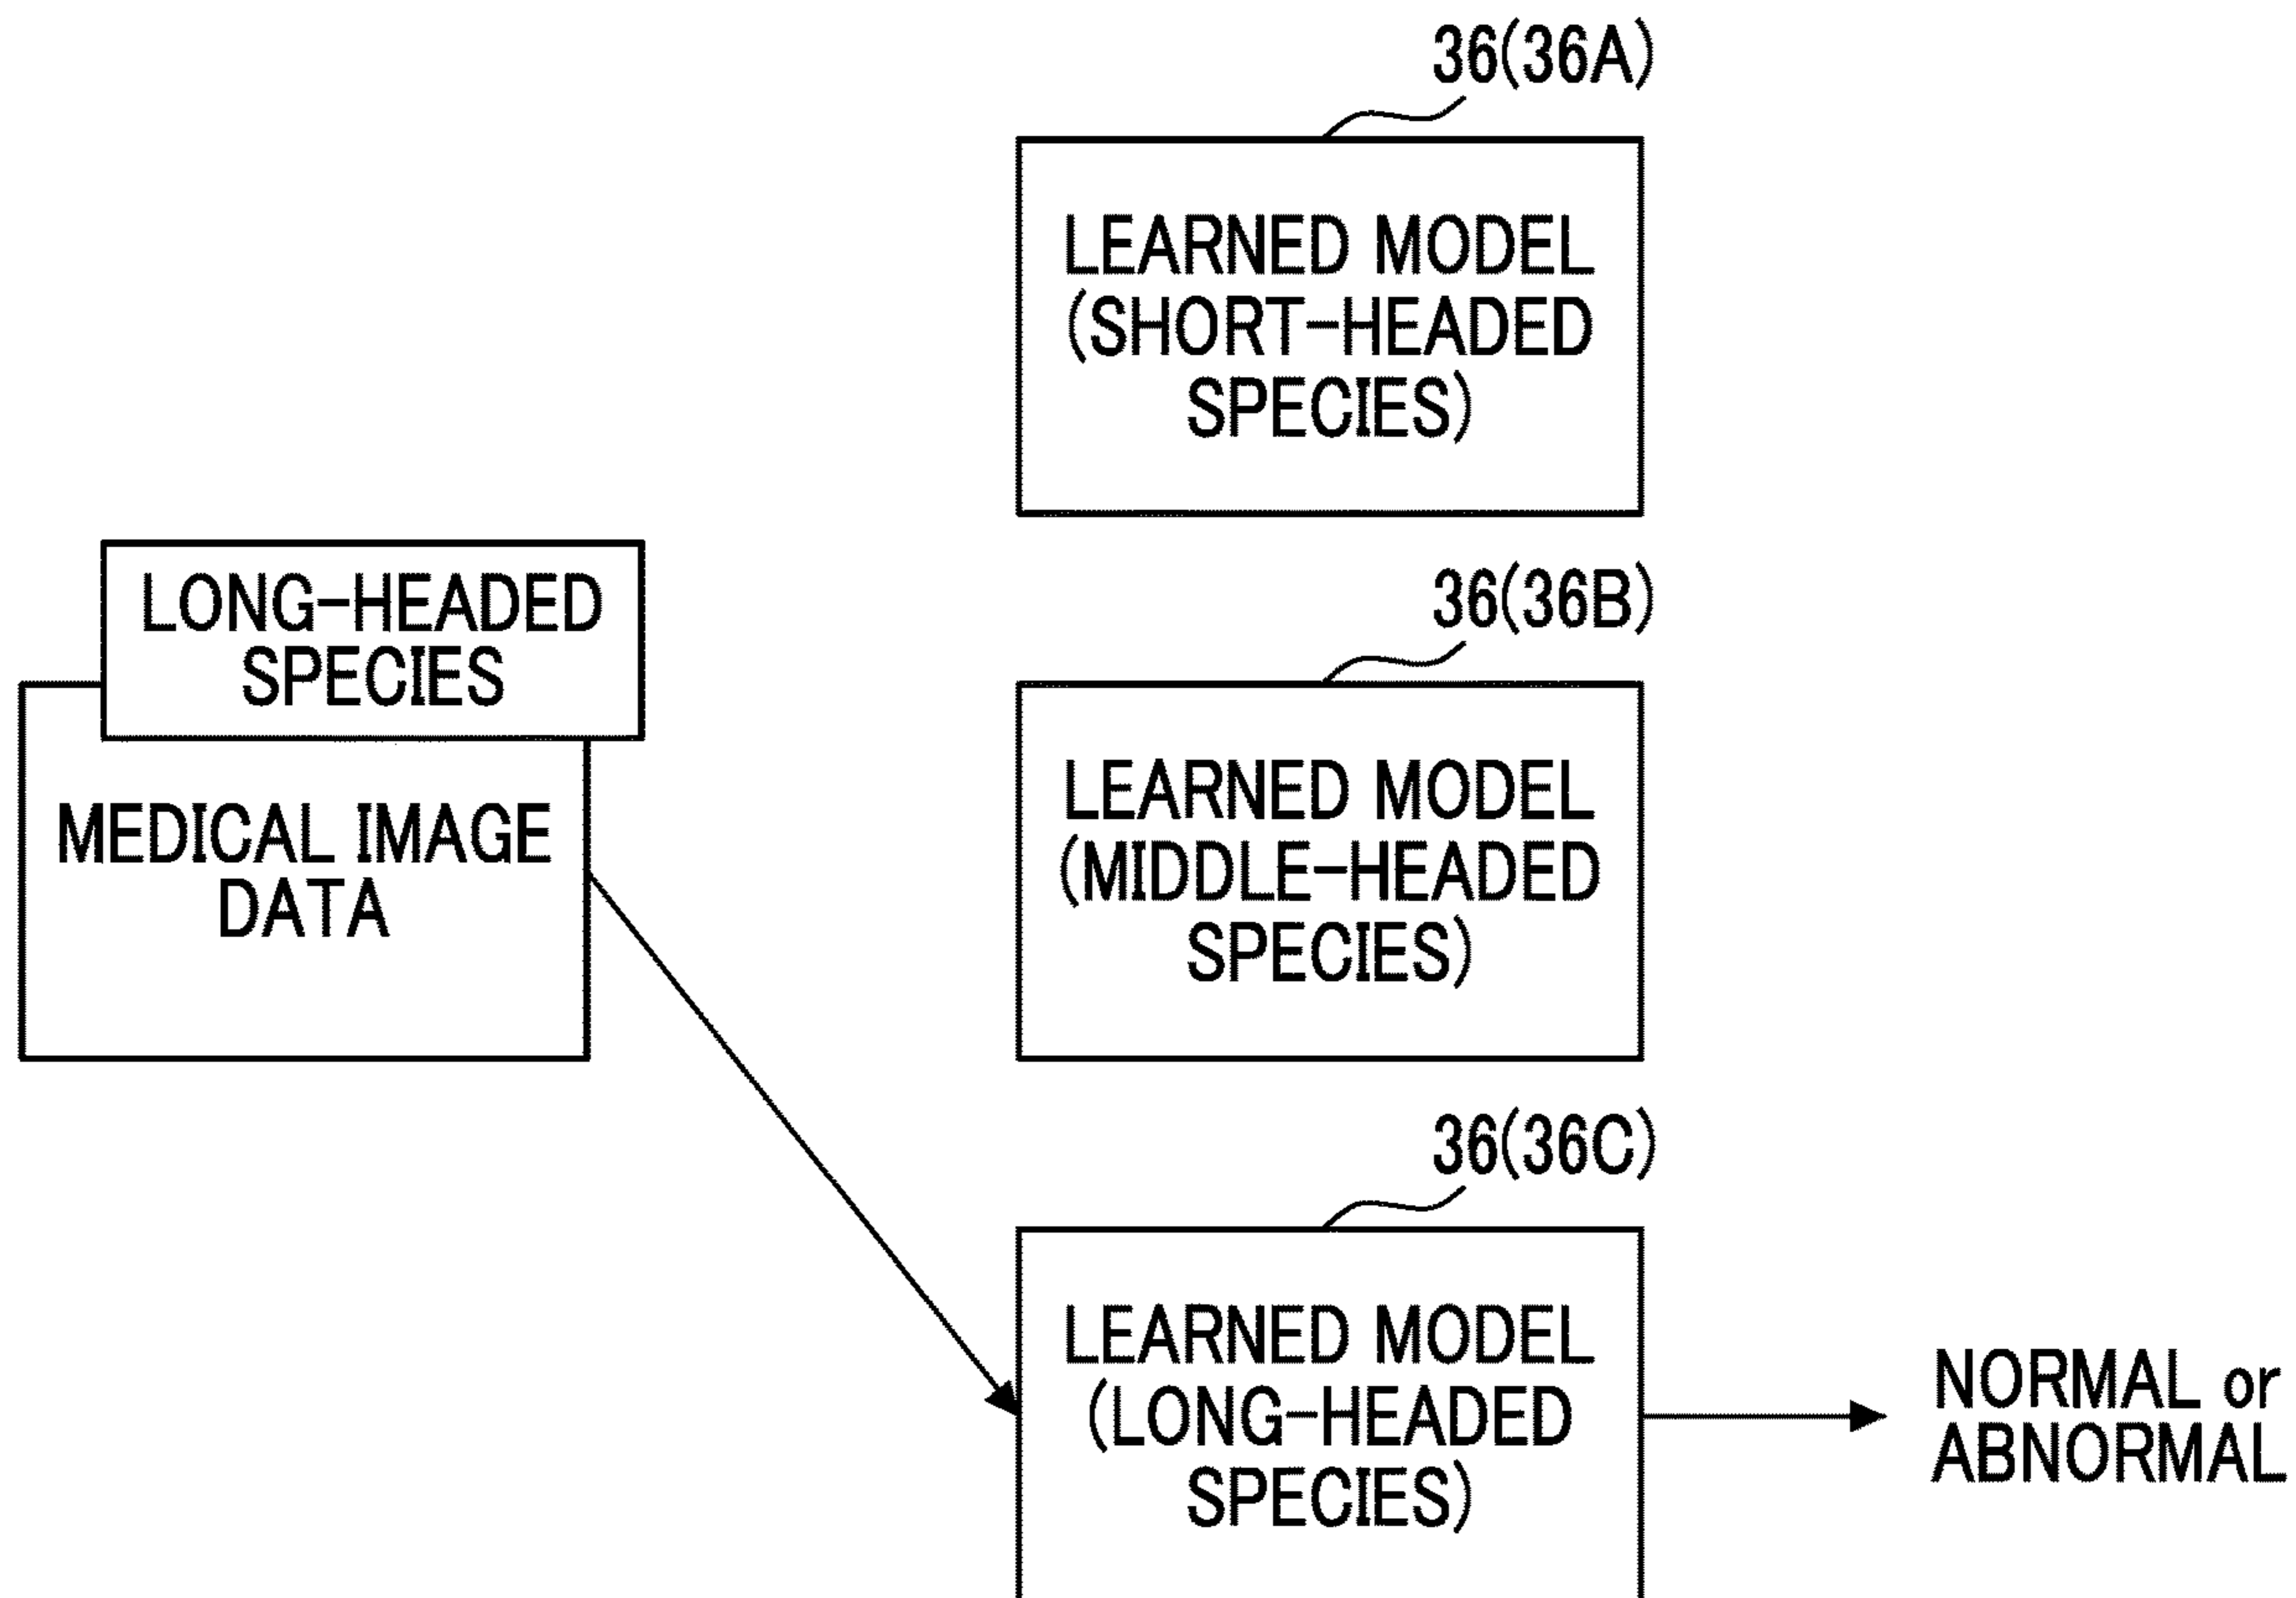 36(36A)
LEARNED MODEL
(SHORT-HEADED
SPECIES)
LONG-HEADED
SPECIES
MEDICAL IMAGE
DATA
36(36B)
LEARNED MODEL
(MIDDLE-HEADED
SPECIES)
36(36C)
LEARNED MODEL
(LONG-HEADED
SPECIES)
NORMAL or
ABNORMAL